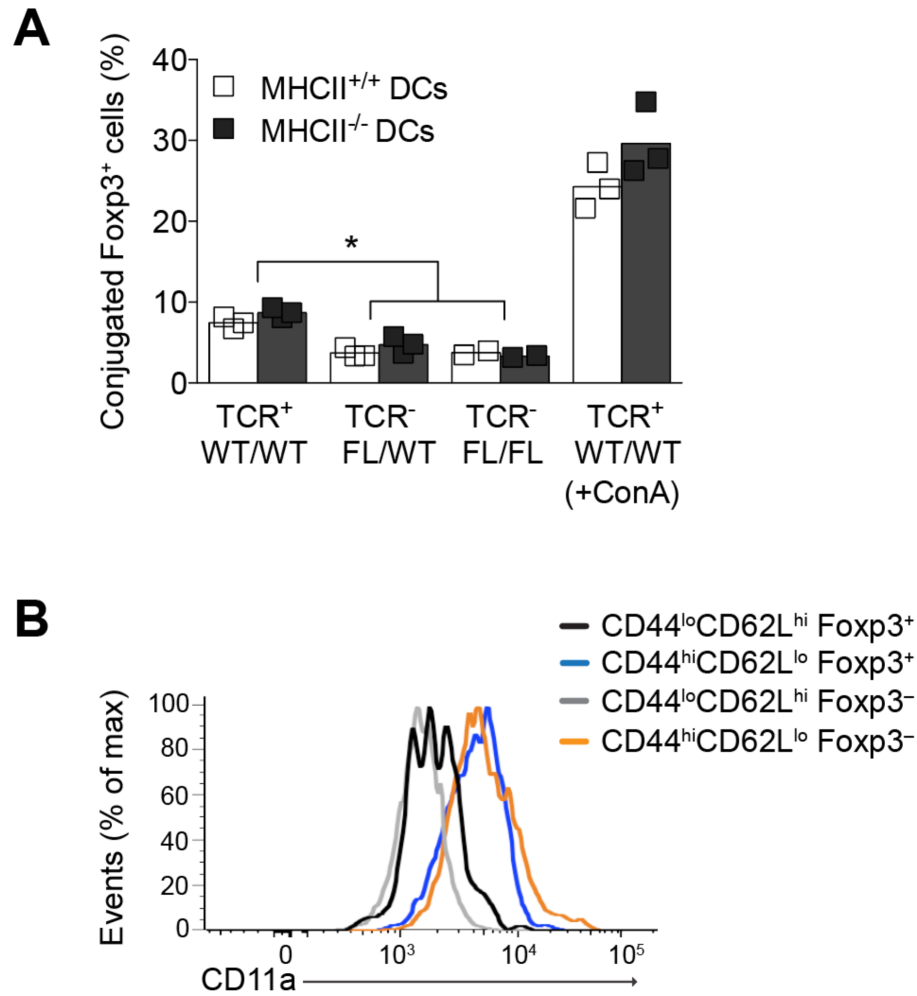 A
Conjugated Foxp3⁺ cells (%)
40
30
20
10
0
MHCII⁺/⁺ DCs
MHCII⁻/⁻ DCs
*
TCR⁺ TCR⁻ TCR⁻ TCR⁺
WT/WT FL/WT FL/FL WT/WT
(+ConA)
B
CD44ˡᵒCD62Lʰⁱ Foxp3⁺
CD44ʰⁱCD62Lˡᵒ Foxp3⁺
CD44ˡᵒCD62Lʰⁱ Foxp3⁻
CD44ʰⁱCD62Lˡᵒ Foxp3⁻
Events (% of max)
100
80
60
40
20
0
0 10³ 10⁴ 10⁵
CD11a